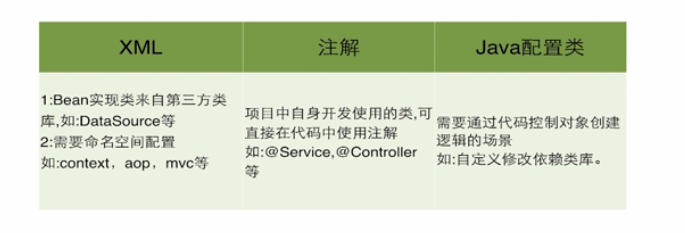 XML
注解
Java配置类
1:Bean实现类来自第三方类
库,如:DataSource等
2:需要命名空间配置
如:context，aop，mvc等
项目中自身开发使用的类,可
直接在代码中使用注解
如:@Service,@Controller
等
需要通过代码控制对象创建
逻辑的场景
如:自定义修改依赖类库。